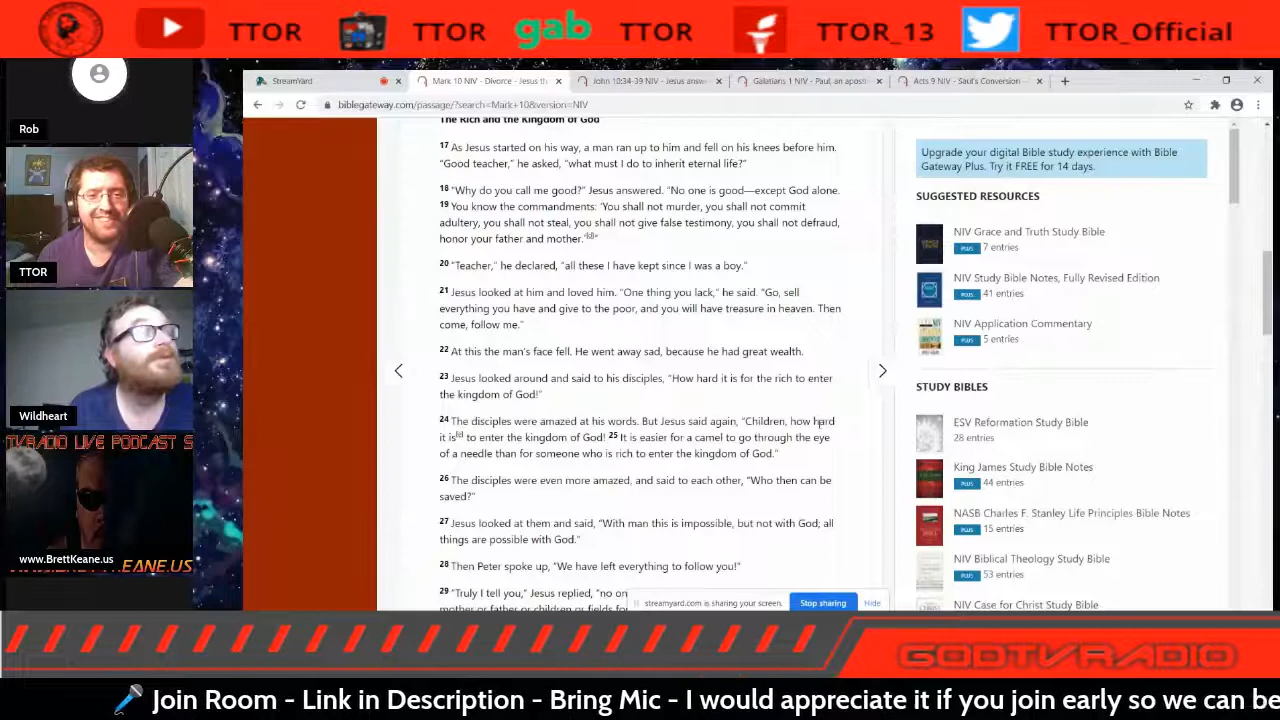 TTOR
TTOR
gab
TTOR
TTOR_13
TTOR_Official
Rob
TTOR
Wildheart
TVRADIO LIVE PODCAST S
www.BrettKeane.us
KEANE.US
StreamYard
Mark 10 NIV - Divorce - Jesus th
John 10:34-39 NIV - Jesus answ
Galatians 1 NIV - Paul, an apost
Acts 9 NIV - Saul's Conversion
biblegateway.com/passage/?search=Mark+10&version=NIV
The Rich and the Kingdom of God
17 As Jesus started on his way, a man ran up to him and fell on his knees before him.
“Good teacher,” he asked, “what must I do to inherit eternal life?”
18 “Why do you call me good?” Jesus answered. “No one is good—except God alone.
19 You know the commandments: ‘You shall not murder, you shall not commit
adultery, you shall not steal, you shall not give false testimony, you shall not defraud,
honor your father and mother.’[d]”
20 “Teacher,” he declared, “all these I have kept since I was a boy.”
21 Jesus looked at him and loved him. “One thing you lack,” he said. “Go, sell
everything you have and give to the poor, and you will have treasure in heaven. Then
come, follow me.”
22 At this the man’s face fell. He went away sad, because he had great wealth.
23 Jesus looked around and said to his disciples, “How hard it is for the rich to enter
the kingdom of God!”
24 The disciples were amazed at his words. But Jesus said again, “Children, how hard
it is[e] to enter the kingdom of God! 25 It is easier for a camel to go through the eye
of a needle than for someone who is rich to enter the kingdom of God.”
26 The disciples were even more amazed, and said to each other, “Who then can be
saved?”
27 Jesus looked at them and said, “With man this is impossible, but not with God; all
things are possible with God.”
28 Then Peter spoke up, “We have left everything to follow you!”
29 “Truly I tell you,” Jesus replied, “no on
mother or father or children or fields for
streamyard.com is sharing your screen.
Stop sharing
Hide
Upgrade your digital Bible study experience with Bible
Gateway Plus. Try it FREE for 14 days.
SUGGESTED RESOURCES
NIV Grace and Truth Study Bible
PLUS 7 entries
NIV Study Bible Notes, Fully Revised Edition
PLUS 41 entries
NIV Application Commentary
PLUS 5 entries
STUDY BIBLES
ESV Reformation Study Bible
28 entries
King James Study Bible Notes
PLUS 44 entries
NASB Charles F. Stanley Life Principles Bible Notes
PLUS 15 entries
NIV Biblical Theology Study Bible
PLUS 53 entries
NIV Case for Christ Study Bible
GODTVRADIO
Join Room - Link in Description - Bring Mic - I would appreciate it if you join early so we can be